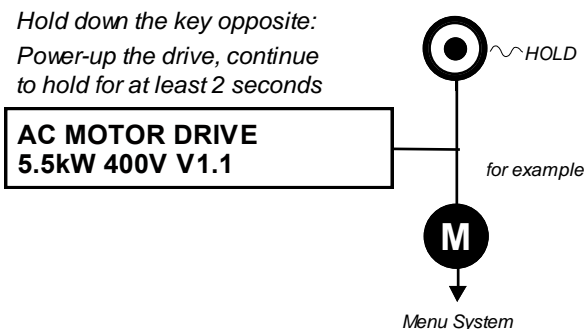 Hold down the key opposite:
Power-up the drive, continue
to hold for at least 2 seconds
HOLD
AC MOTOR DRIVE
5.5kW 400V V1.1
for example
M
Menu System